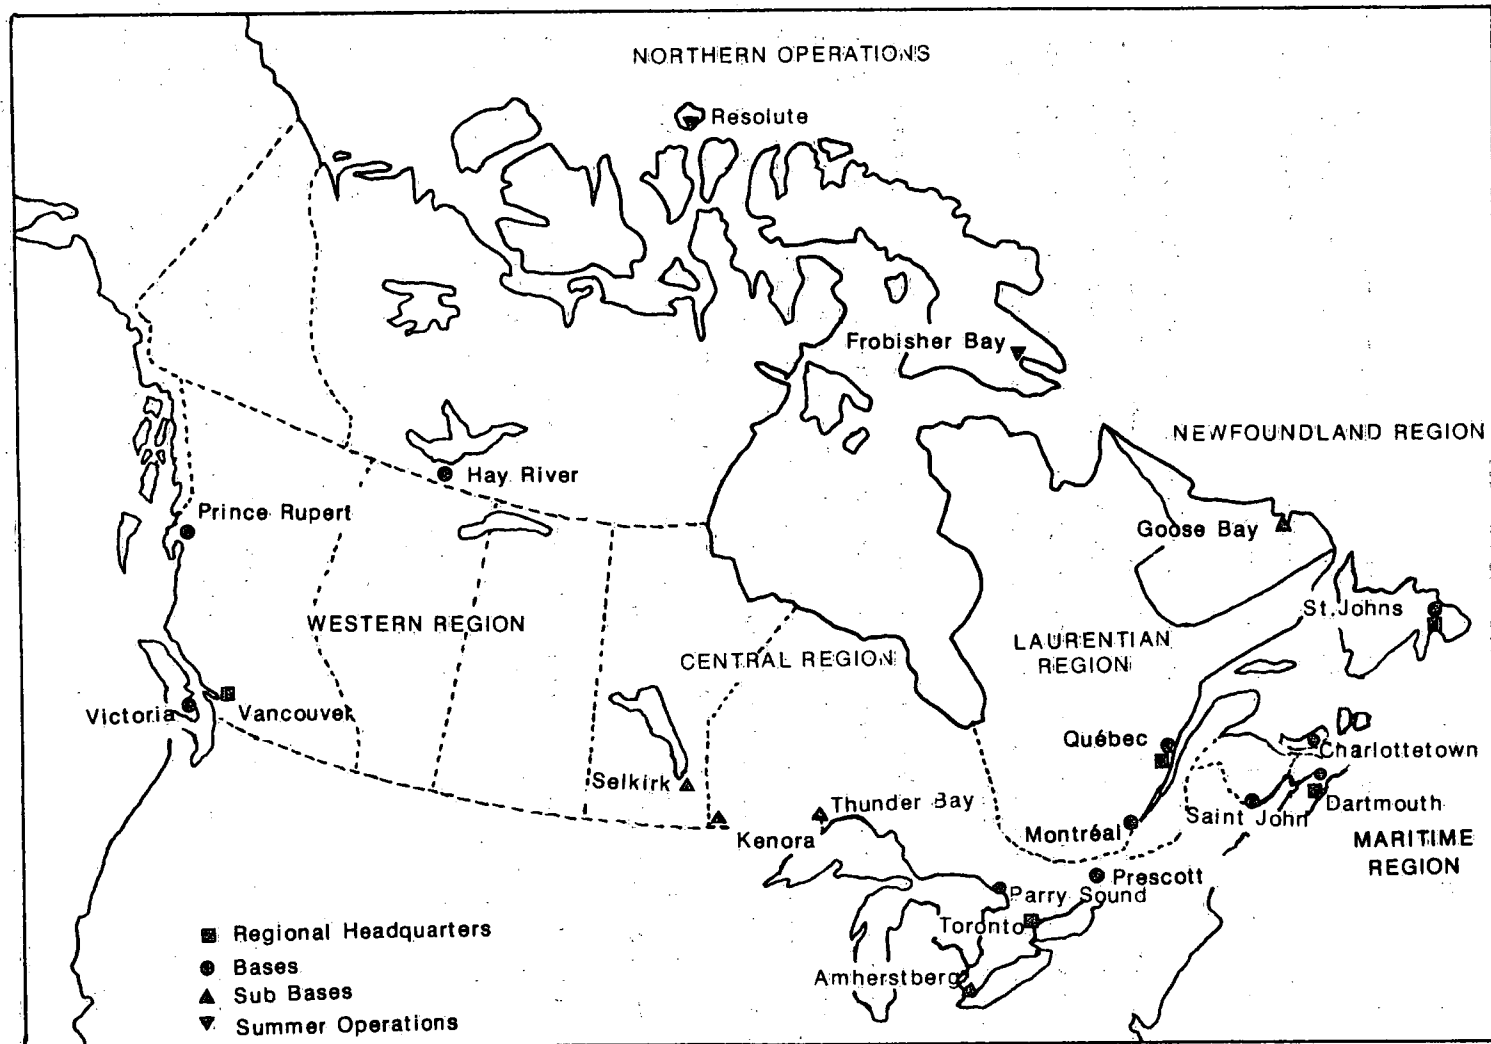 NORTHERN OPERATIONS
Resolute
Frobisher Bay
NEWFOUNDLAND REGION
Hay River
Prince Rupert
Goose Bay
St.Johns
WESTERN REGION
CENTRAL REGION
LAURENTIAN
REGION
Victoria
Vancouver
Québec
Charlottetown
Selkirk
Thunder Bay
Kenora
Montréal
Saint John
Dartmouth
MARITIME
REGION
Prescott
Parry Sound
Toronto
Amherstberg
Regional Headquarters
Bases
Sub Bases
Summer Operations